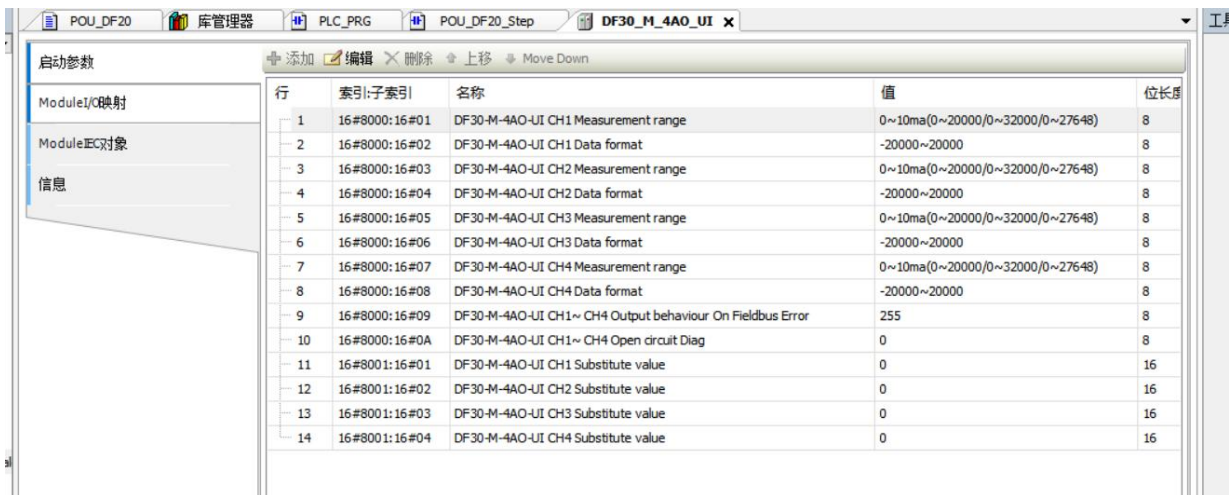 POU_DF20 库管理器 PLC_PRG POU_DF20_Step DF30_M_4AO_UI
启动参数
ModuleI/O映射
ModuleIEC对象
信息
添加 编辑 删除 上移 Move Down
行 索引:子索引 名称 值 位长度
1 16#8000:16#01 DF30-M-4AO-UI CH1 Measurement range 0~10ma(0~20000/0~32000/0~27648) 8
2 16#8000:16#02 DF30-M-4AO-UI CH1 Data format -20000~20000 8
3 16#8000:16#03 DF30-M-4AO-UI CH2 Measurement range 0~10ma(0~20000/0~32000/0~27648) 8
4 16#8000:16#04 DF30-M-4AO-UI CH2 Data format -20000~20000 8
5 16#8000:16#05 DF30-M-4AO-UI CH3 Measurement range 0~10ma(0~20000/0~32000/0~27648) 8
6 16#8000:16#06 DF30-M-4AO-UI CH3 Data format -20000~20000 8
7 16#8000:16#07 DF30-M-4AO-UI CH4 Measurement range 0~10ma(0~20000/0~32000/0~27648) 8
8 16#8000:16#08 DF30-M-4AO-UI CH4 Data format -20000~20000 8
9 16#8000:16#09 DF30-M-4AO-UI CH1~ CH4 Output behaviour On Fieldbus Error 255 8
10 16#8000:16#0A DF30-M-4AO-UI CH1~ CH4 Open circuit Diag 0 8
11 16#8001:16#01 DF30-M-4AO-UI CH1 Substitute value 0 16
12 16#8001:16#02 DF30-M-4AO-UI CH2 Substitute value 0 16
13 16#8001:16#03 DF30-M-4AO-UI CH3 Substitute value 0 16
14 16#8001:16#04 DF30-M-4AO-UI CH4 Substitute value 0 16